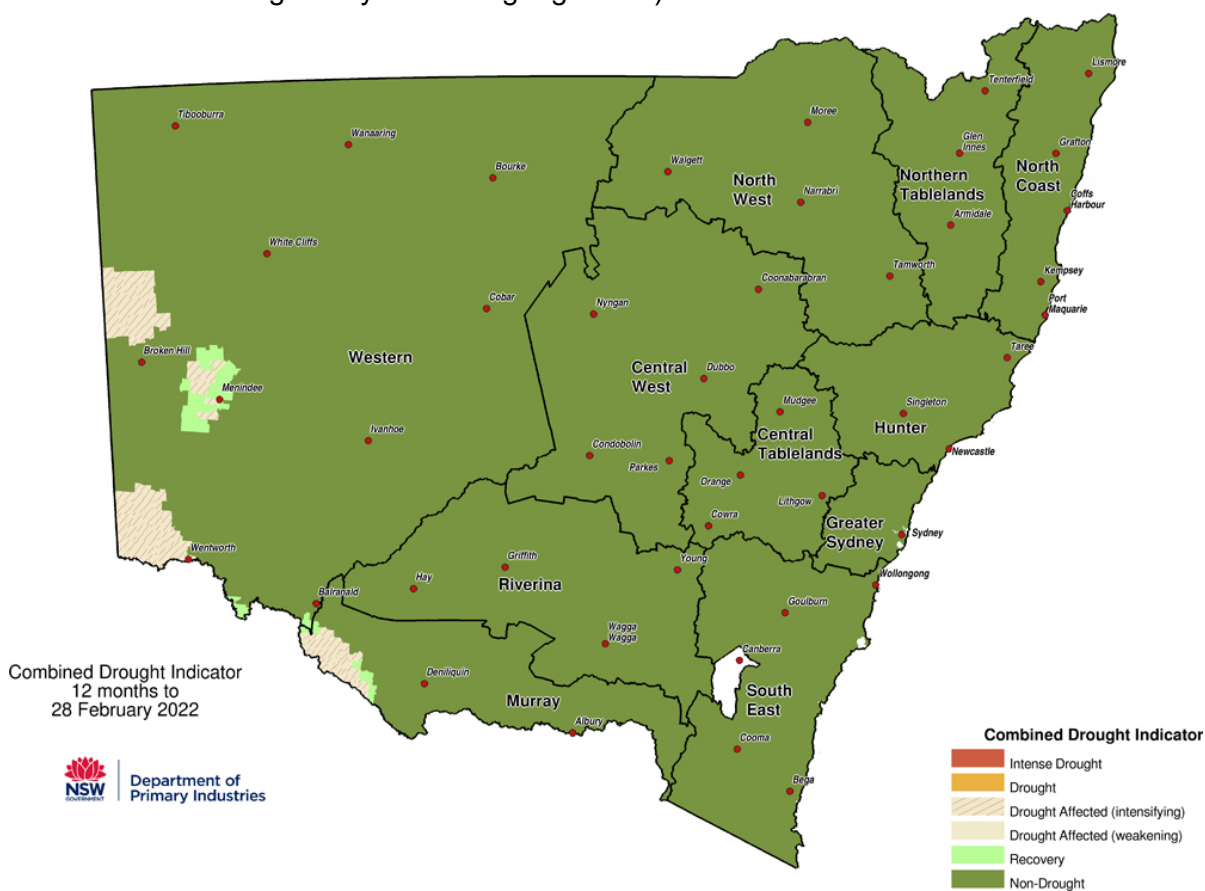 Lismore
Tibooburra
Tenterfield
Moree
Wanaaring
Glen
Innes
Grafton
Walgett
Bourke
North
West
Northern
Tablelands
North
Coast
Narrabri
Coffs
Harbour
Armidale
White Cliffs
Tamworth
Kempsey
Coonabarabran
Cobar
Nyngan
Port
Maquarie
Broken Hill
Western
Taree
Central
West
Dubbo
Menindee
Mudgee
Singleton
Ivanhoe
Central
Tablelands
Hunter
Condobolin
Parkes
Newcastle
Orange
Lithgow
Cowra
Greater
Sydney
Sydney
Wentworth
Griffith
Young
Riverina
Hay
Wollongong
Balranald
Goulburn
Wagga
Wagga
Canberra
Deniliquin
Murray
South
East
Albury
Cooma
Bega
Combined Drought Indicator
12 months to
28 February 2022
NSW
GOVERNMENT
Department of
Primary Industries
Combined Drought Indicator
Intense Drought
Drought
Drought Affected (intensifying)
Drought Affected (weakening)
Recovery
Non-Drought